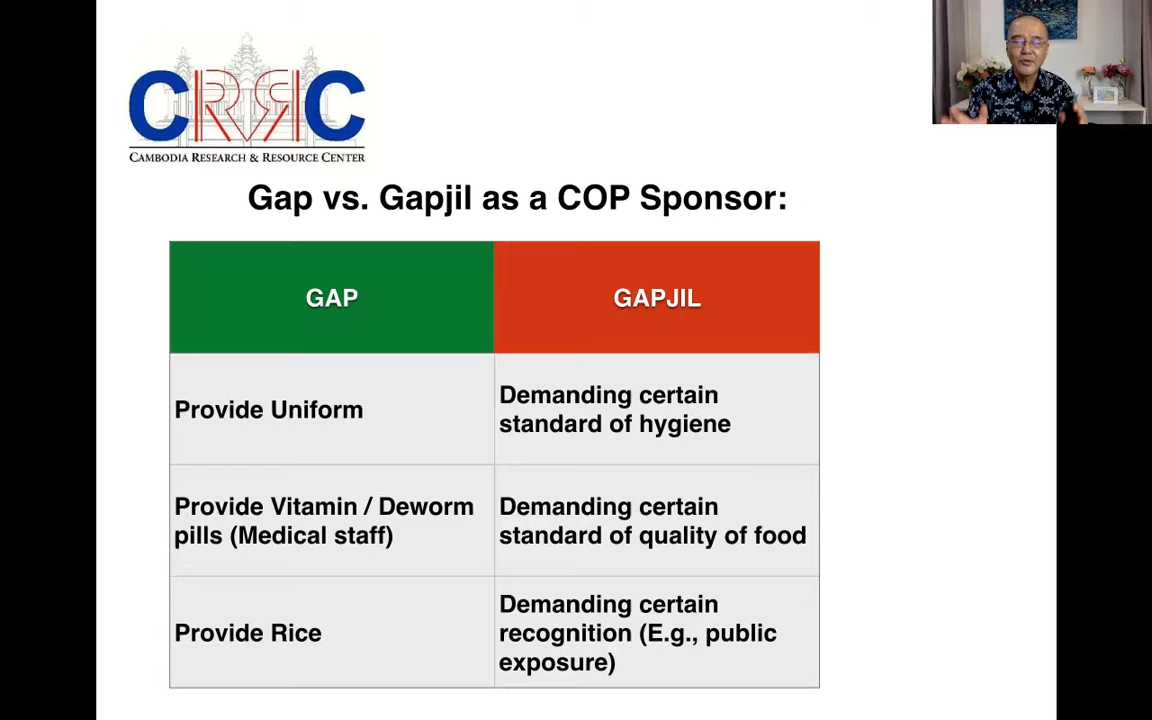 CRRC
CAMBODIA RESEARCH & RESOURCE CENTER
Gap vs. Gapjil as a COP Sponsor:
GAP
GAPJIL
Provide Uniform
Demanding certain
standard of hygiene
Provide Vitamin / Deworm
pills (Medical staff)
Demanding certain
standard of quality of food
Provide Rice
Demanding certain
recognition (E.g., public
exposure)